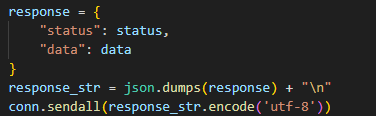 response = {
    "status": status,
    "data": data
}
response_str = json.dumps(response) + "\n"
conn.sendall(response_str.encode('utf-8'))